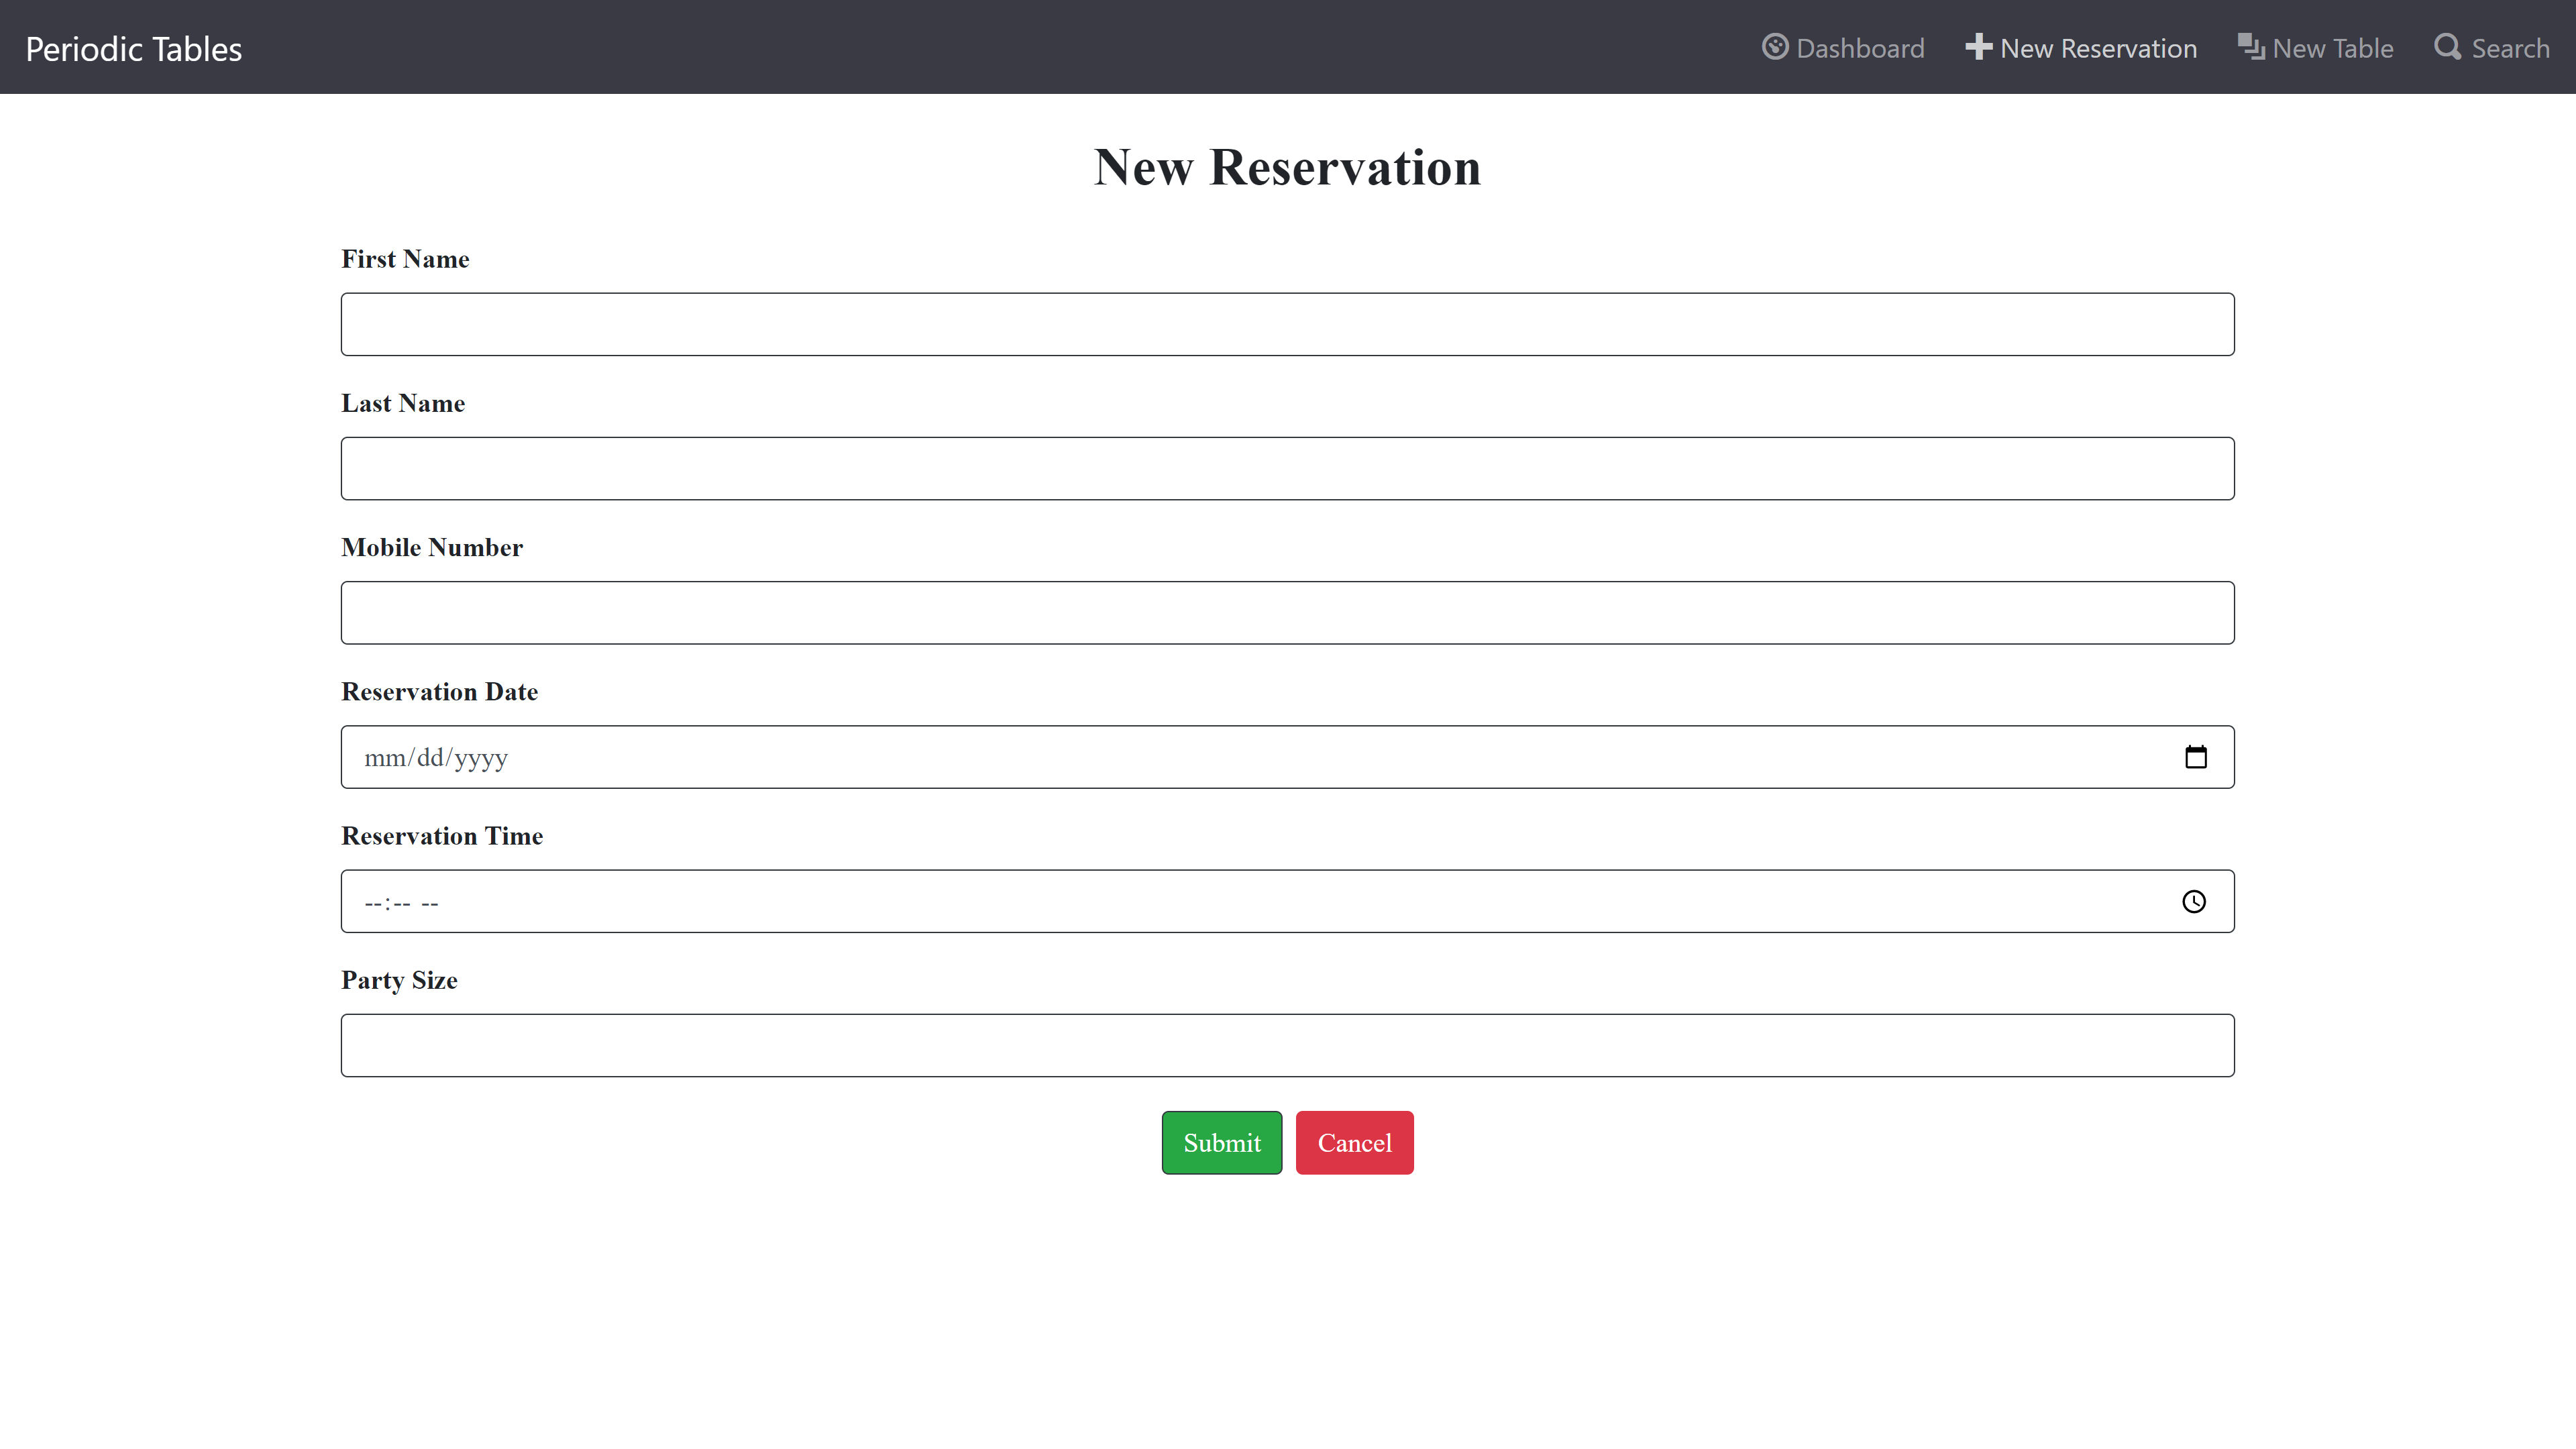 Periodic Tables Dashboard New Reservation New Table Search
New Reservation
First Name
Last Name
Mobile Number
Reservation Date
mm/dd/yyyy
Reservation Time
--:-- --
Party Size
Submit Cancel